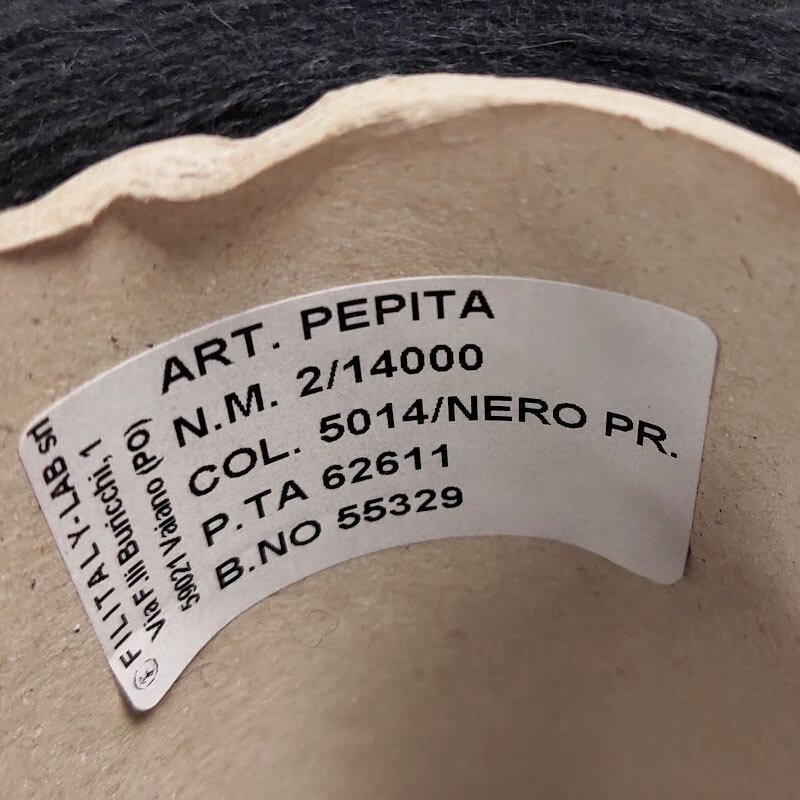 ART. PEPITA
N.M. 2/14000
COL. 5014/NERO PR.
P.TA 62611
B.NO 55329
FILITALY-LAB srl
Via F.lli Buricchi, 1
59021 Vaiano (PO)